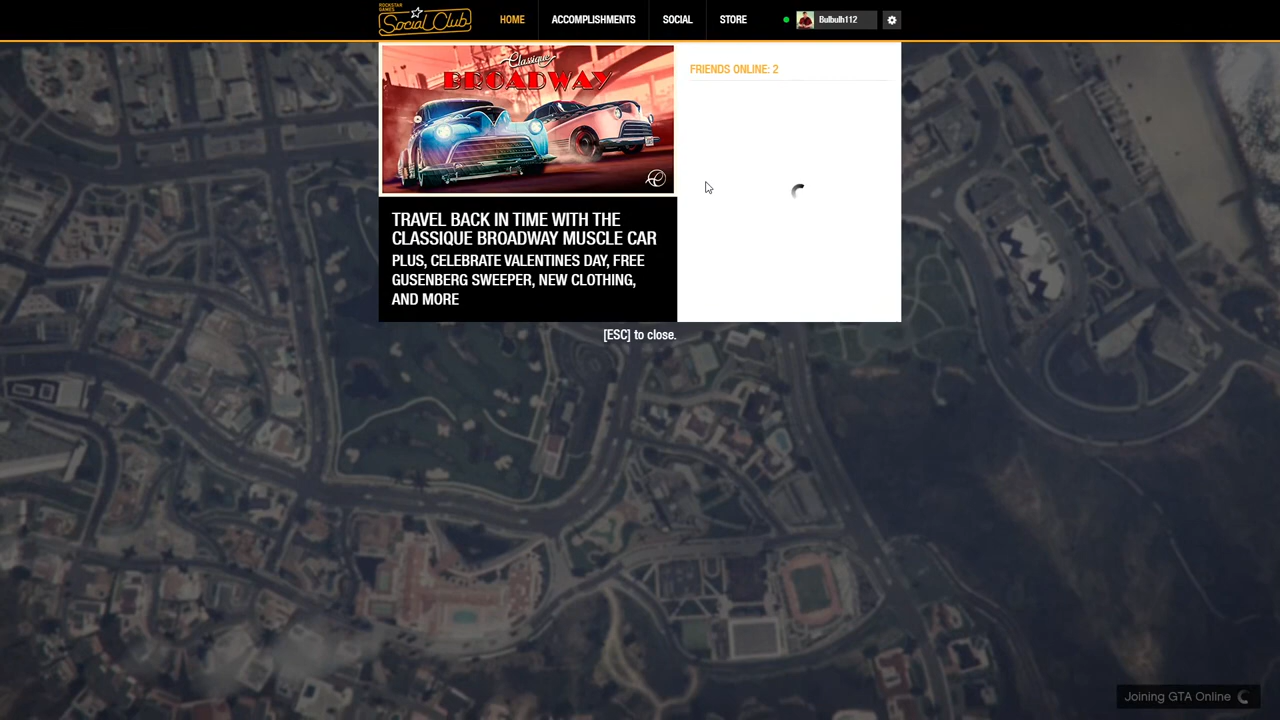 ROCKSTAR
GAMES
Social Club
HOME
ACCOMPLISHMENTS
SOCIAL
STORE
Bulbulh112
Classique
BROADWAY
FRIENDS ONLINE: 2
TRAVEL BACK IN TIME WITH THE
CLASSIQUE BROADWAY MUSCLE CAR
PLUS, CELEBRATE VALENTINES DAY, FREE
GUSENBERG SWEEPER, NEW CLOTHING,
AND MORE
[ESC] to close.
Joining GTA Online